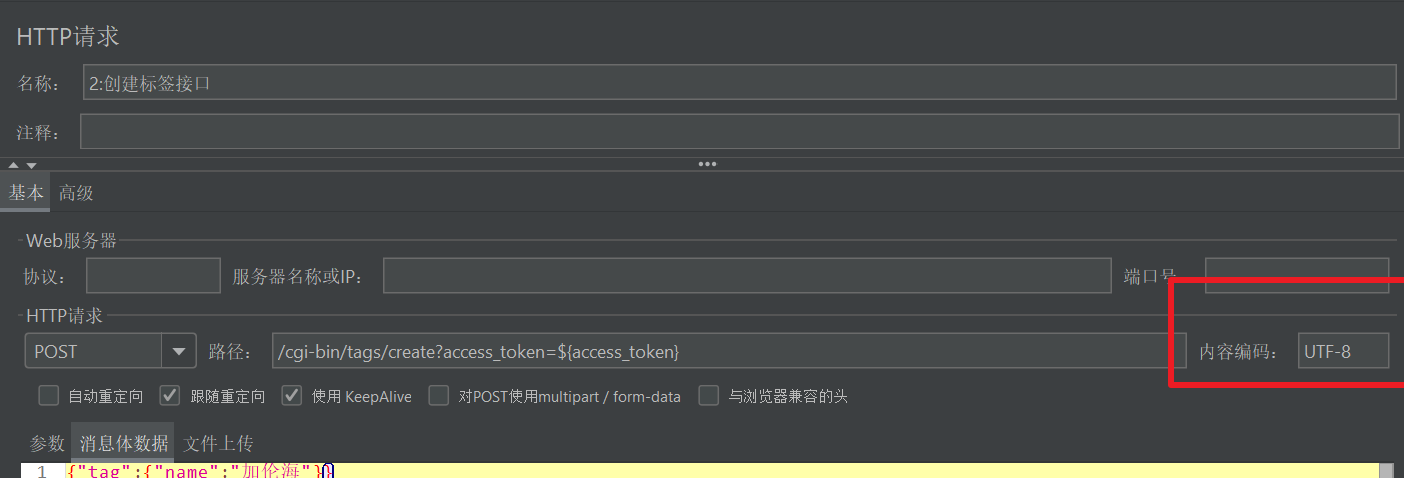 HTTP请求
名称： 2:创建标签接口
注释：
基本 高级
Web服务器
协议： 服务器名称或IP： 端口号
HTTP请求
POST 路径： /cgi-bin/tags/create?access_token=${access_token} 内容编码： UTF-8
自动重定向 跟随重定向 使用 KeepAlive 对POST使用multipart / form-data 与浏览器兼容的头
参数 消息体数据 文件上传
1 {"tag":{"name":"加伦海"}}